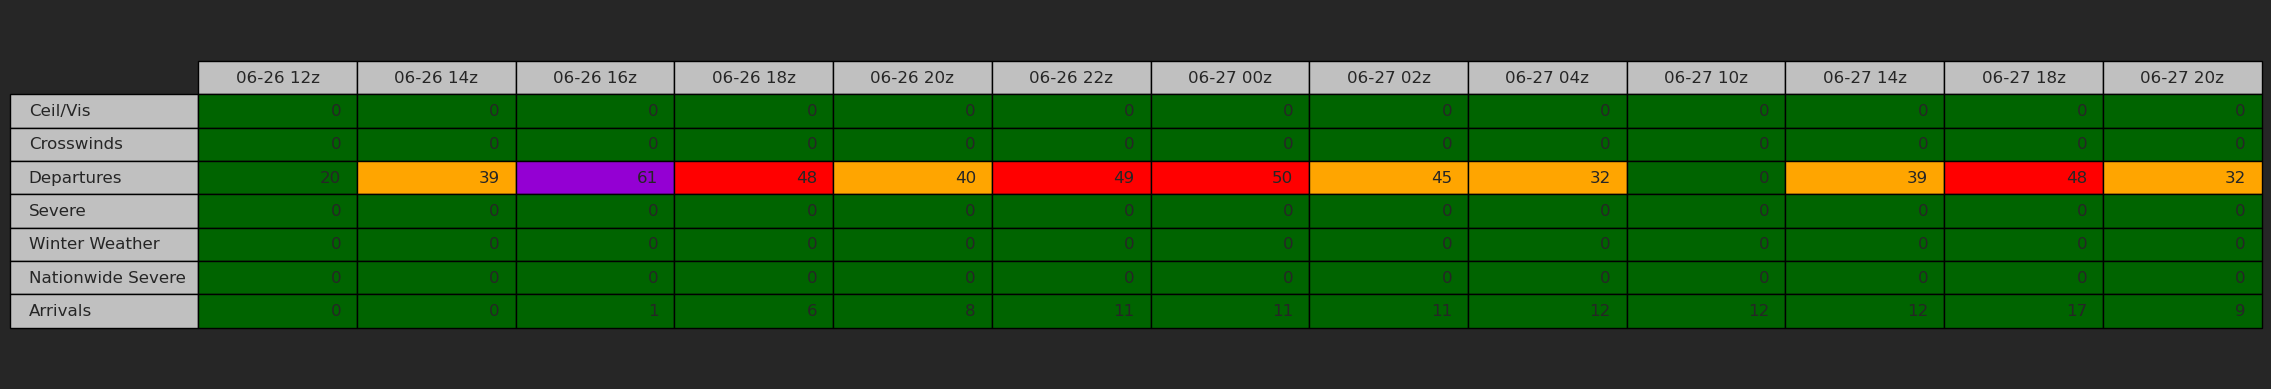 06-26 12z 06-26 14z 06-26 16z 06-26 18z 06-26 20z 06-26 22z 06-27 00z 06-27 02z 06-27 04z 06-27 10z 06-27 14z 06-27 18z 06-27 20z
Ceil/Vis 0 0 0 0 0 0 0 0 0 0 0 0 0
Crosswinds 0 0 0 0 0 0 0 0 0 0 0 0 0
Departures 20 39 61 48 40 49 50 45 32 0 39 48 32
Severe 0 0 0 0 0 0 0 0 0 0 0 0 0
Winter Weather 0 0 0 0 0 0 0 0 0 0 0 0 0
Nationwide Severe 0 0 0 0 0 0 0 0 0 0 0 0 0
Arrivals 0 0 1 6 8 11 11 11 12 12 12 17 9